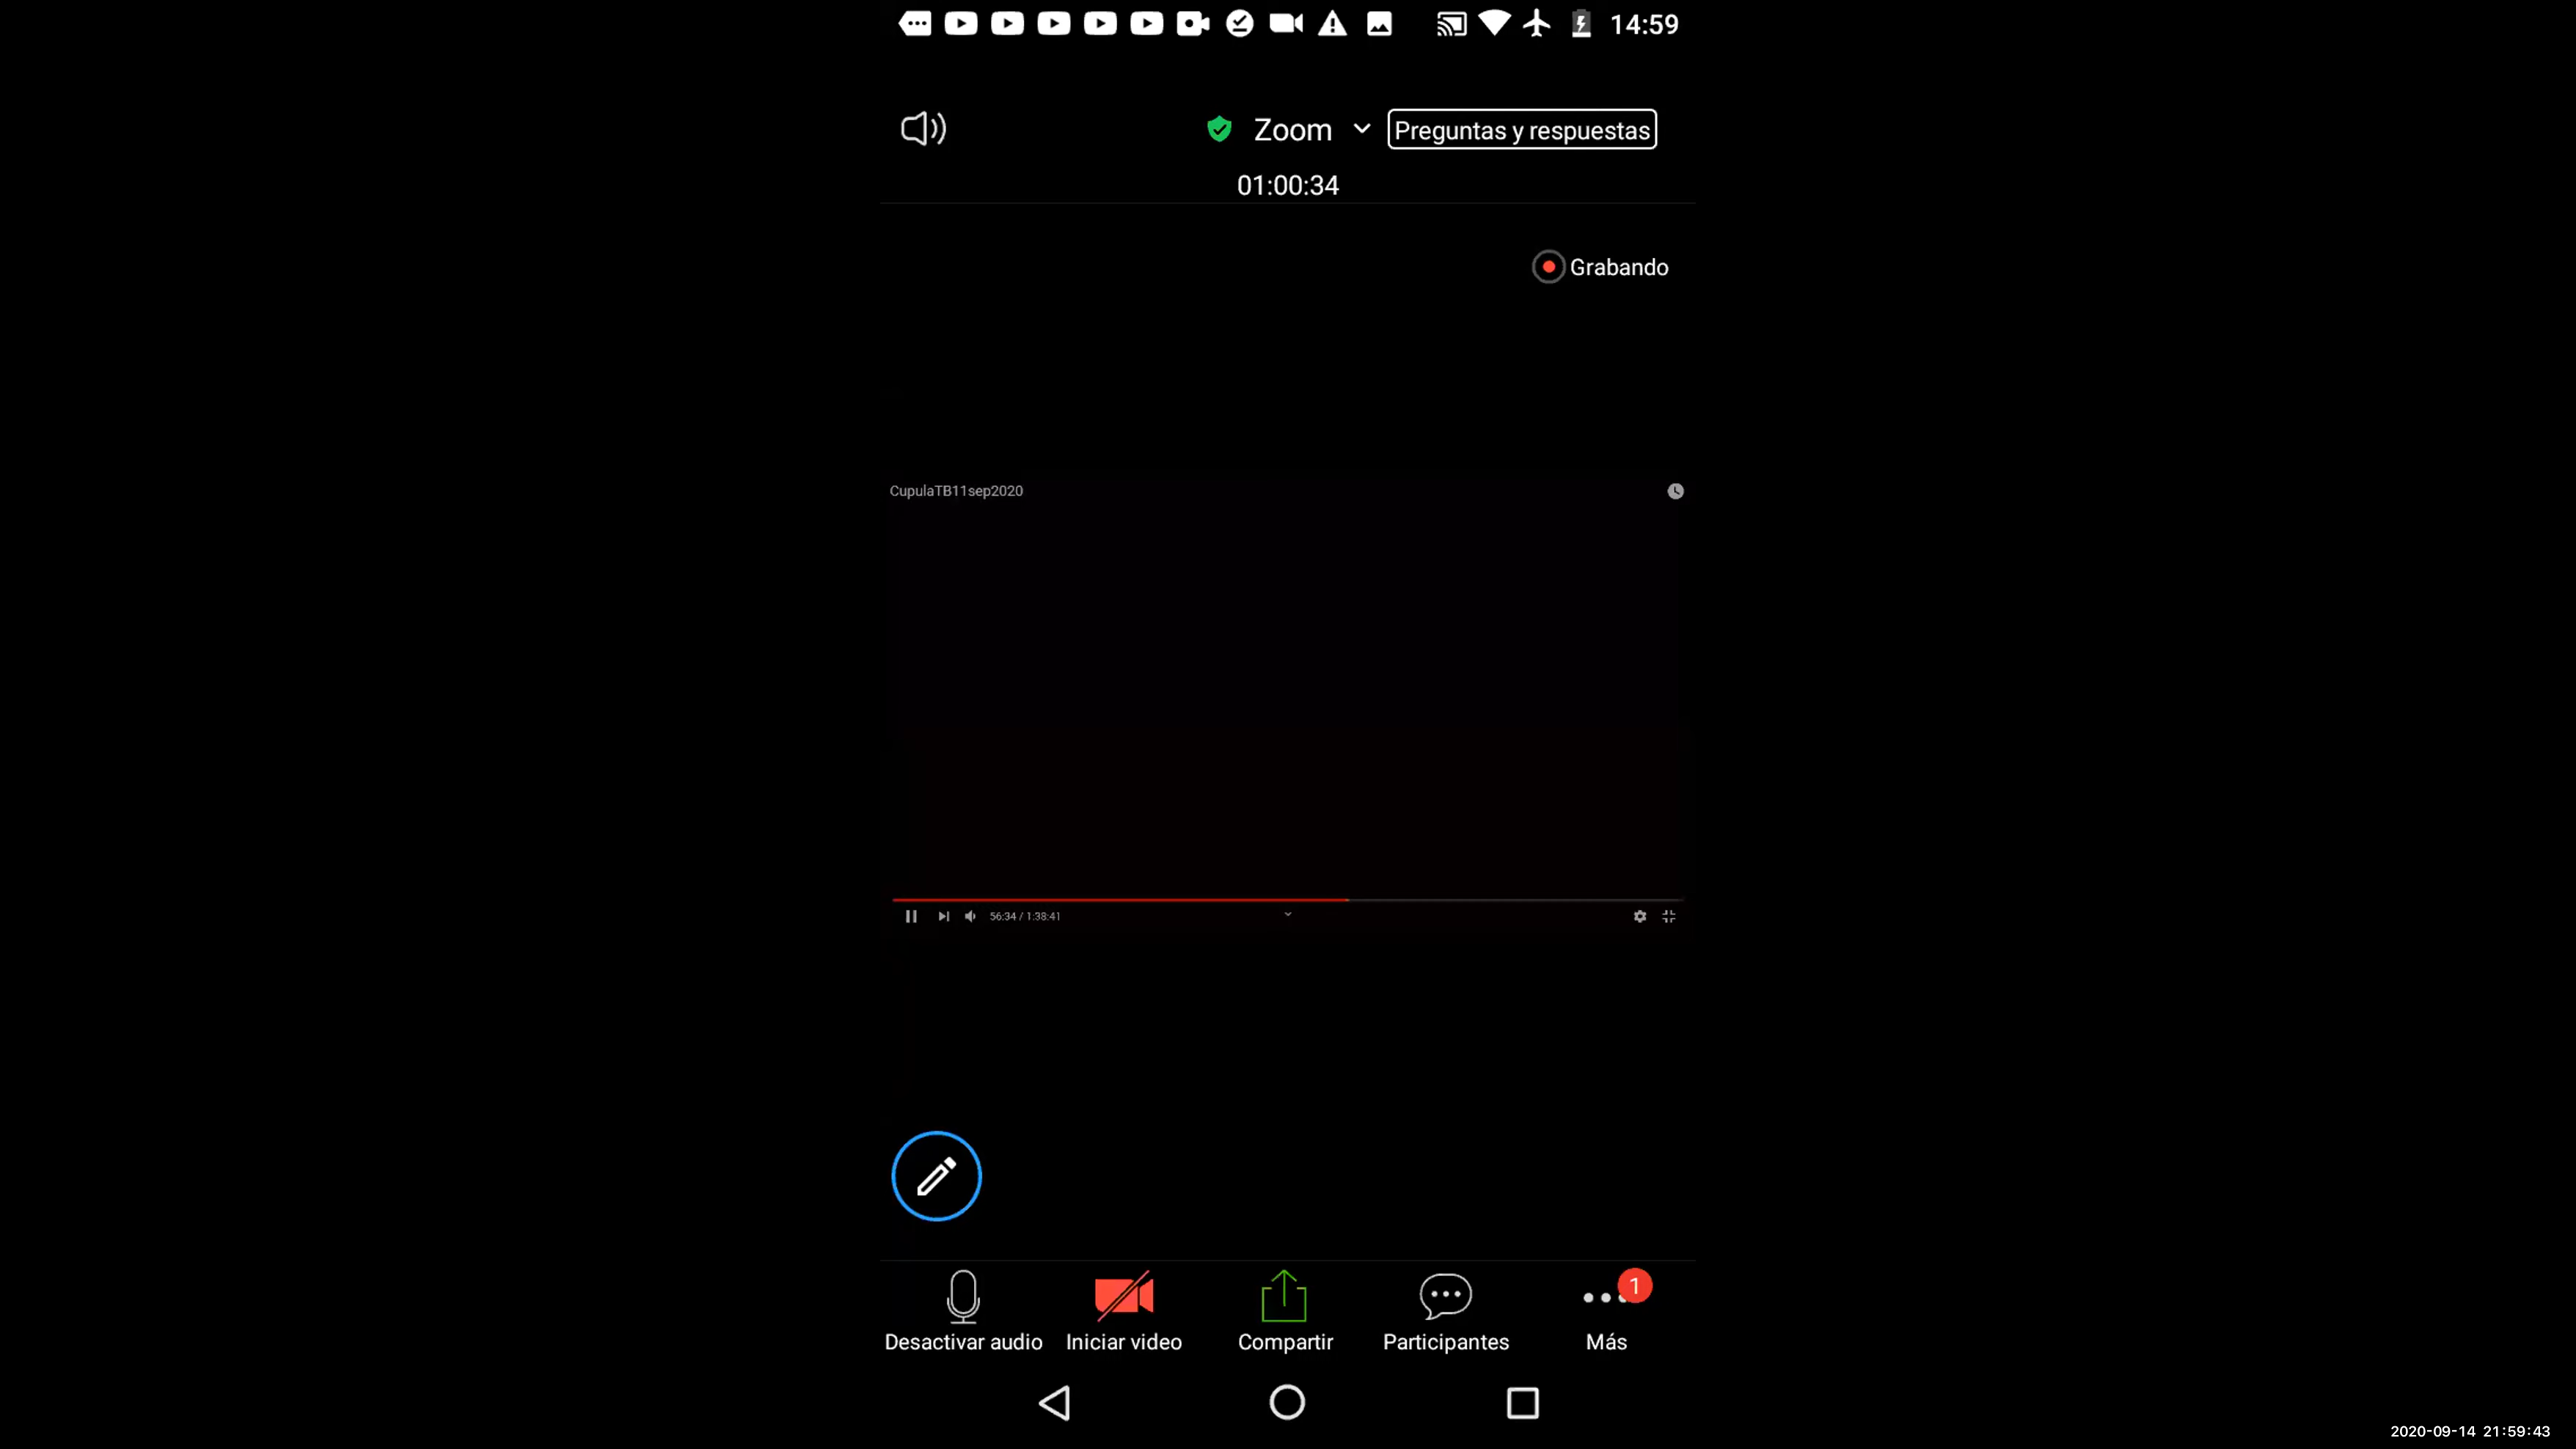 14:59
Zoom Preguntas y respuestas
01:00:34
Grabando
CupulaTB11sep2020
56:34 / 1:38:41
1
Desactivar audio Iniciar video Compartir Participantes Más
2020-09-14 21:59:43